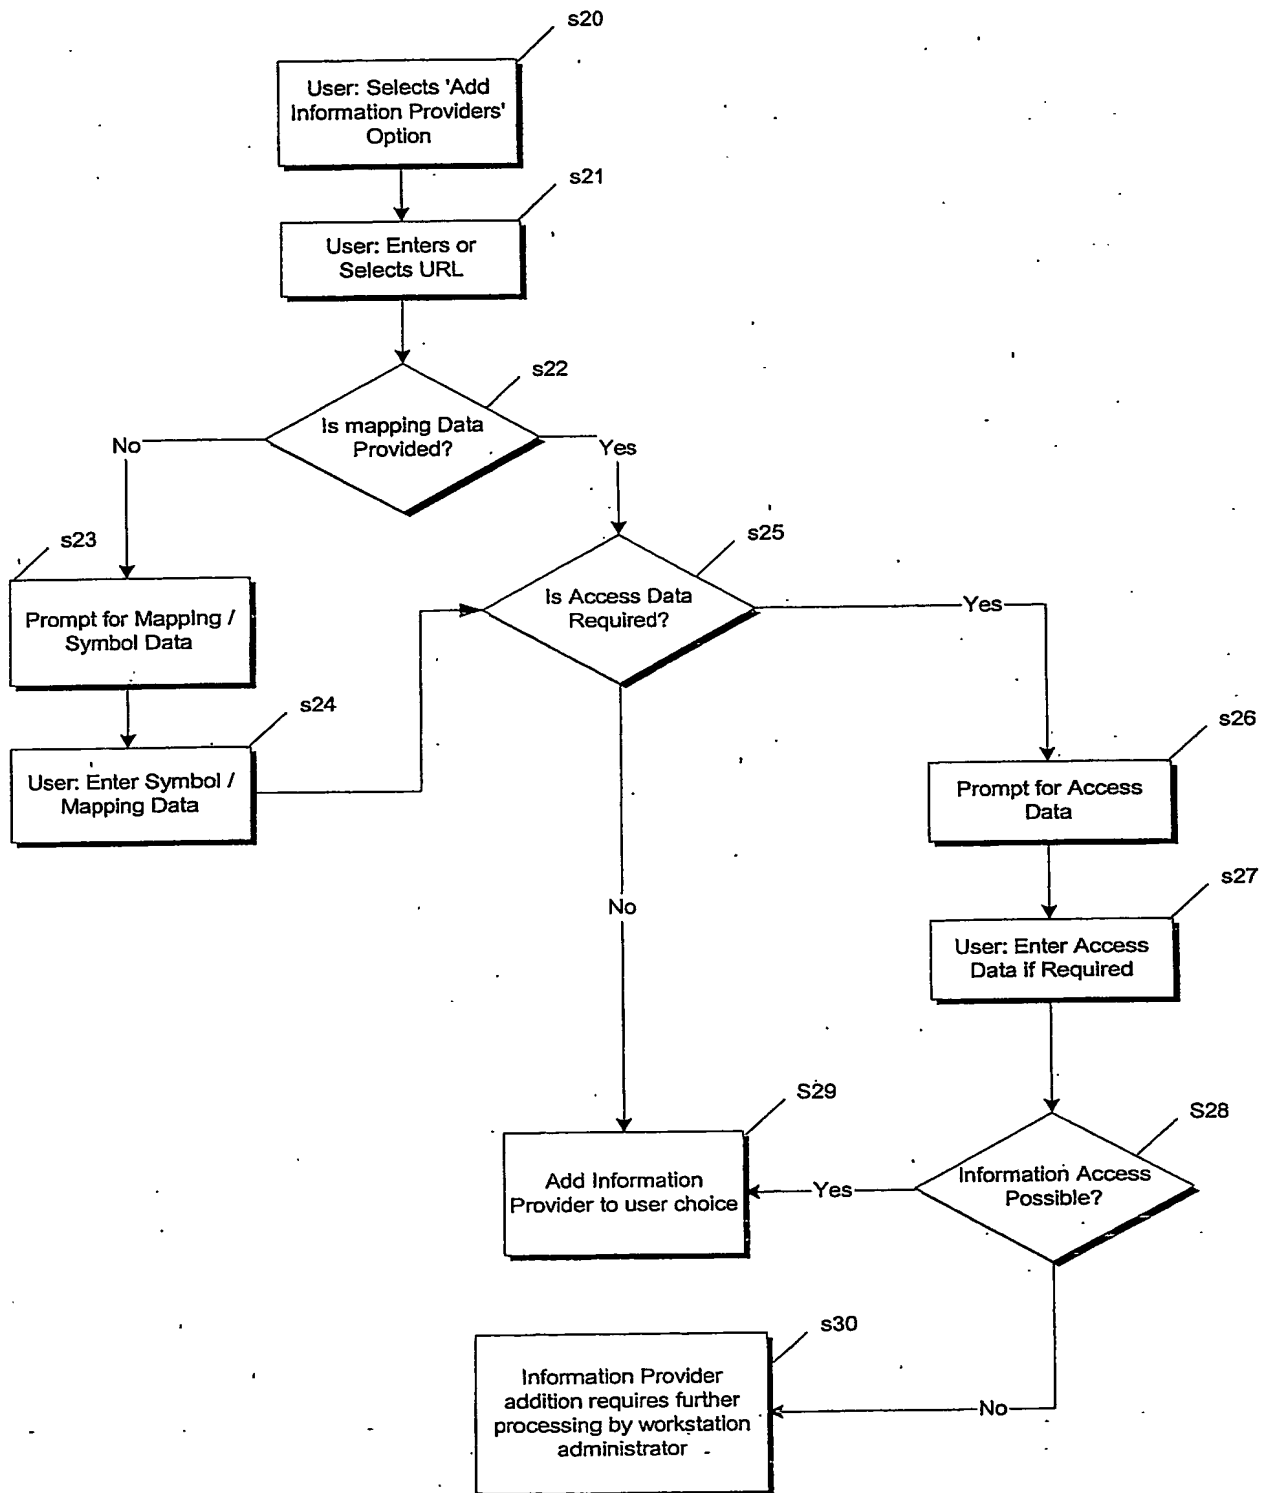 s20
User: Selects 'Add
Information Providers'
Option
s21
User: Enters or
Selects URL
s22
Is mapping Data
Provided?
No
Yes
s23
s25
Prompt for Mapping /
Symbol Data
Is Access Data
Required?
Yes
s24
User: Enter Symbol /
Mapping Data
s26
Prompt for Access
Data
No
s27
User: Enter Access
Data if Required
S29
S28
Add Information
Provider to user choice
Yes
Information Access
Possible?
s30
Information Provider
addition requires further
processing by workstation
administrator
No